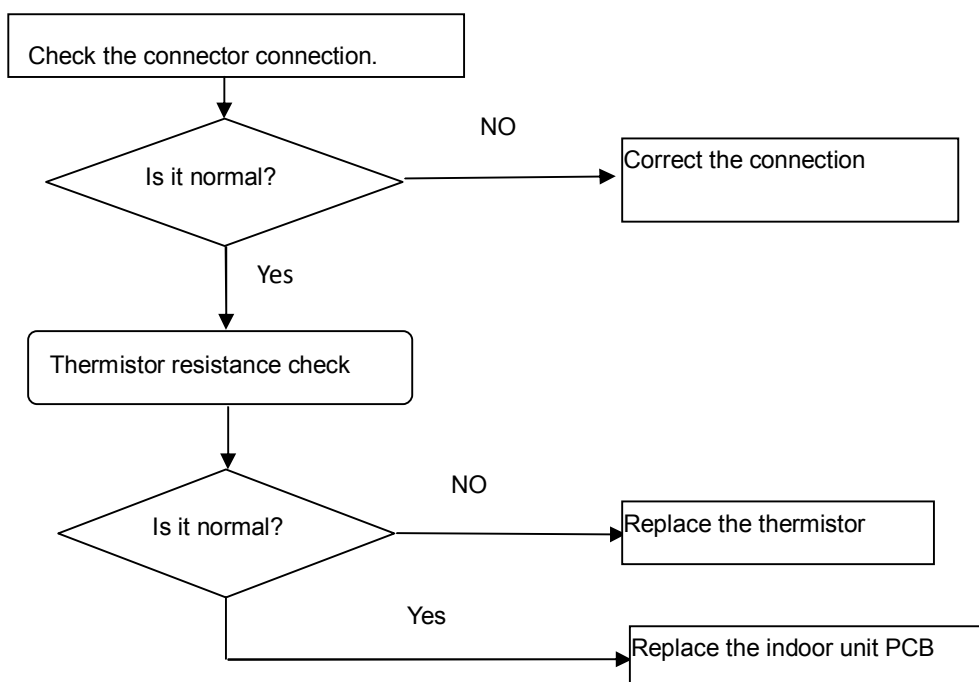 Check the connector connection.
NO
Is it normal?
Correct the connection
Yes
Thermistor resistance check
NO
Is it normal?
Replace the thermistor
Yes
Replace the indoor unit PCB